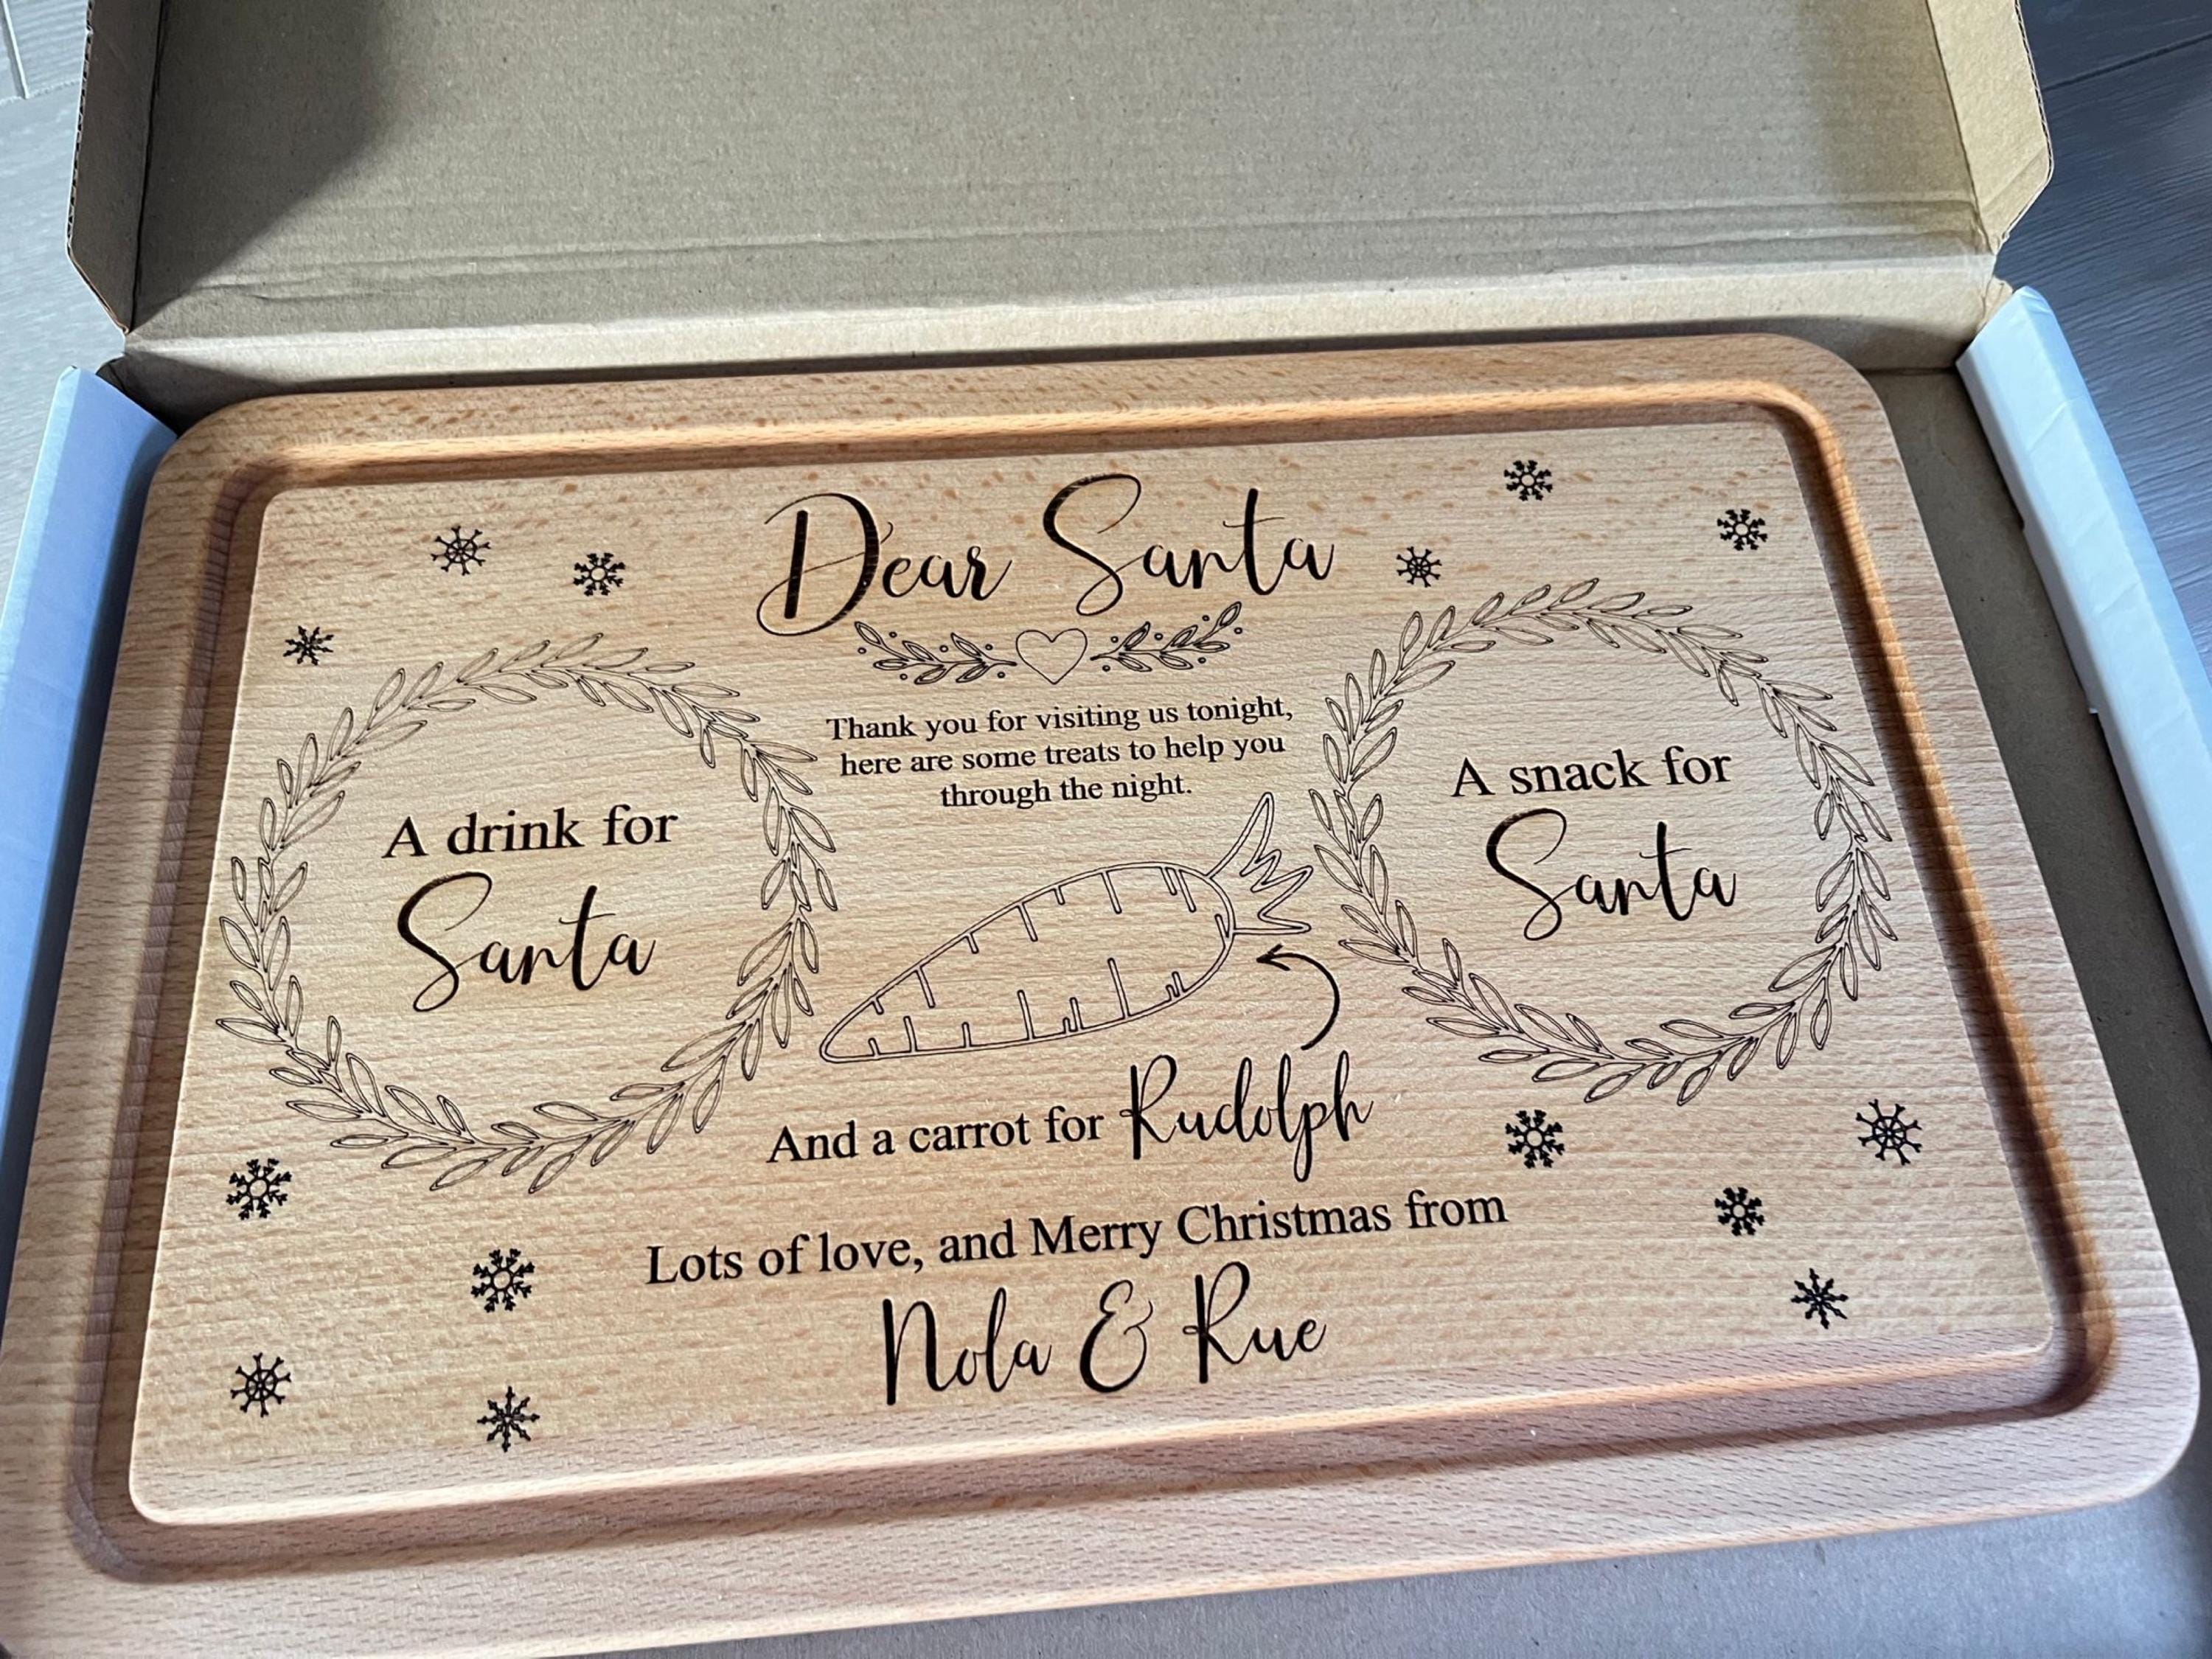 Dear Santa
Thank you for visiting us tonight,
here are some treats to help you
through the night.
A drink for
Santa
A snack for
Santa
And a carrot for Rudolph
Lots of love, and Merry Christmas from
Nola & Rue